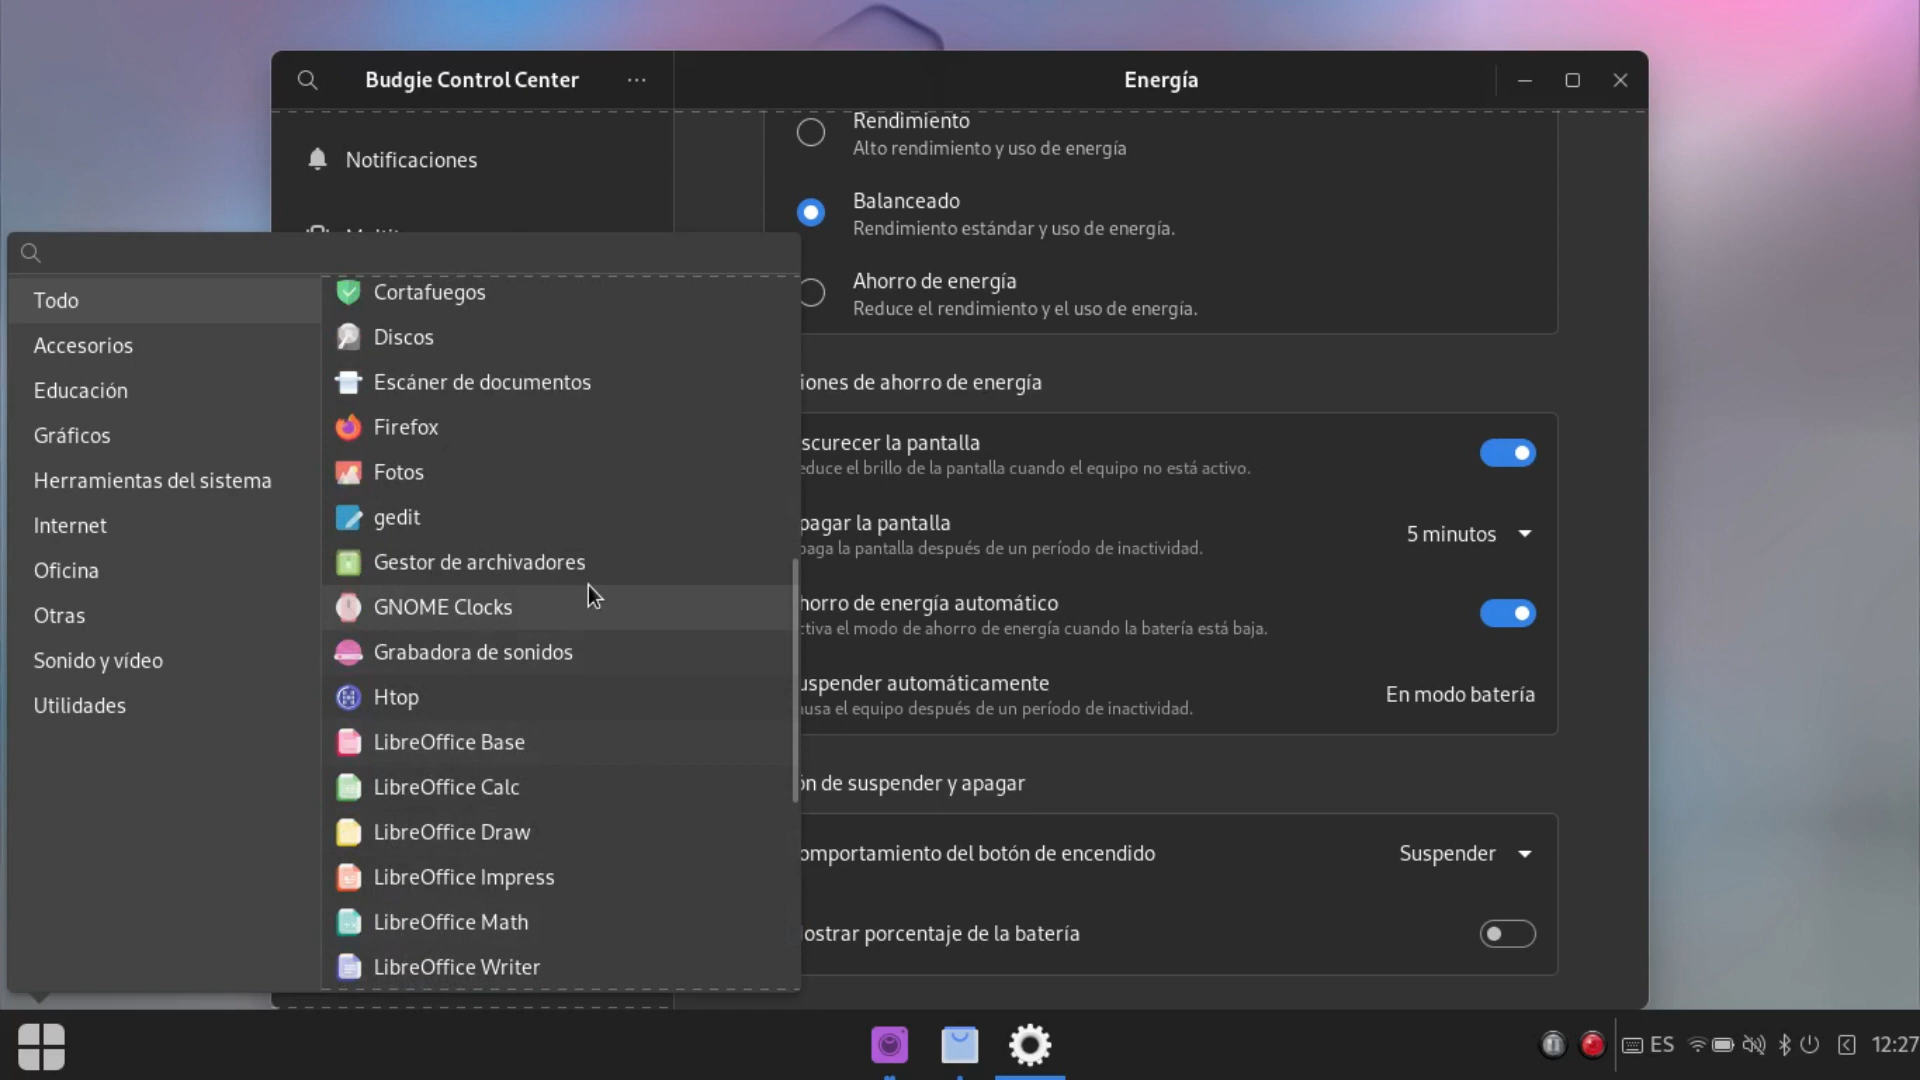 Budgie Control Center
Energía
Notificaciones
Rendimiento
Alto rendimiento y uso de energía
Balanceado
Rendimiento estándar y uso de energía.
Ahorro de energía
Reduce el rendimiento y el uso de energía.
Todo
Accesorios
Educación
Gráficos
Herramientas del sistema
Internet
Oficina
Otras
Sonido y vídeo
Utilidades
Cortafuegos
Discos
Escáner de documentos
Firefox
Fotos
gedit
Gestor de archivadores
GNOME Clocks
Grabadora de sonidos
Htop
LibreOffice Base
LibreOffice Calc
LibreOffice Draw
LibreOffice Impress
LibreOffice Math
LibreOffice Writer
iones de ahorro de energía
scurecer la pantalla
educe el brillo de la pantalla cuando el equipo no está activo.
pagar la pantalla
paga la pantalla después de un período de inactividad.
5 minutos
horro de energía automático
ctiva el modo de ahorro de energía cuando la batería está baja.
uspender automáticamente
ausa el equipo después de un período de inactividad.
En modo batería
ón de suspender y apagar
omportamiento del botón de encendido
Suspender
ostrar porcentaje de la batería
ES
12:27